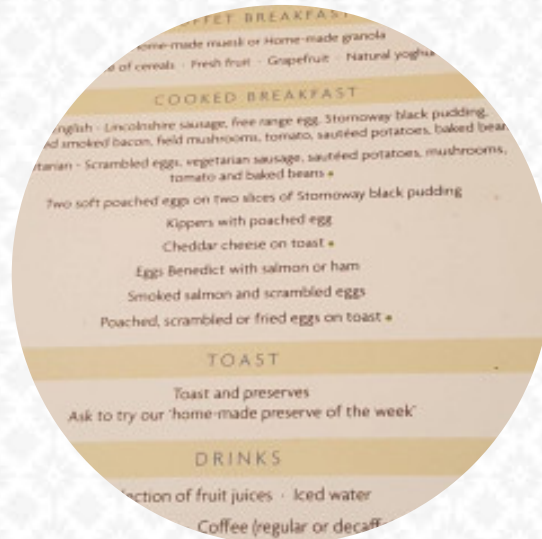 BREAKFAST
home-made muesli or Home-made granola
of cereals · Fresh fruit · Grapefruit · Natural
COOKED BREAKFAST
- Lincolnshire sausage, free range egg, Stornoway black pudding,
smoked bacon, field mushrooms, tomato, sautéed potatoes, baked
- Scrambled eggs, vegetarian sausage, sautéed potatoes, mushrooms,
tomato and baked beans •
Two soft poached eggs on two slices of Stornoway black pudding
Kippers with poached egg
Cheddar cheese on toast •
Eggs Benedict with salmon or ham
Smoked salmon and scrambled eggs
Poached, scrambled or fried eggs on toast •
TOAST
Toast and preserves
Ask to try our 'home-made preserve of the week'
DRINKS
of fruit juices · Iced water
Coffee (regular or